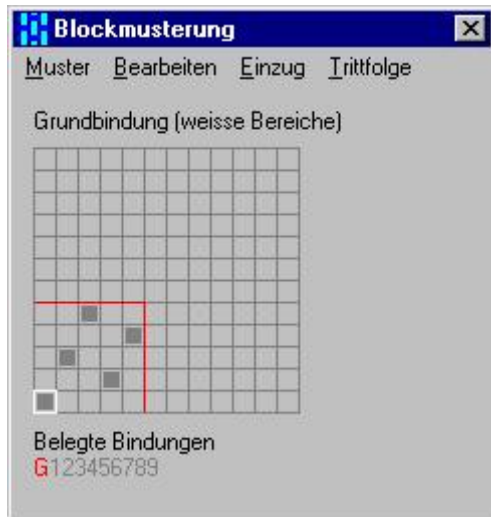 Blockmusterung
Muster Bearbeiten Einzug Trittfolge
Grundbindung (weisse Bereiche)
Belegte Bindungen
G123456789